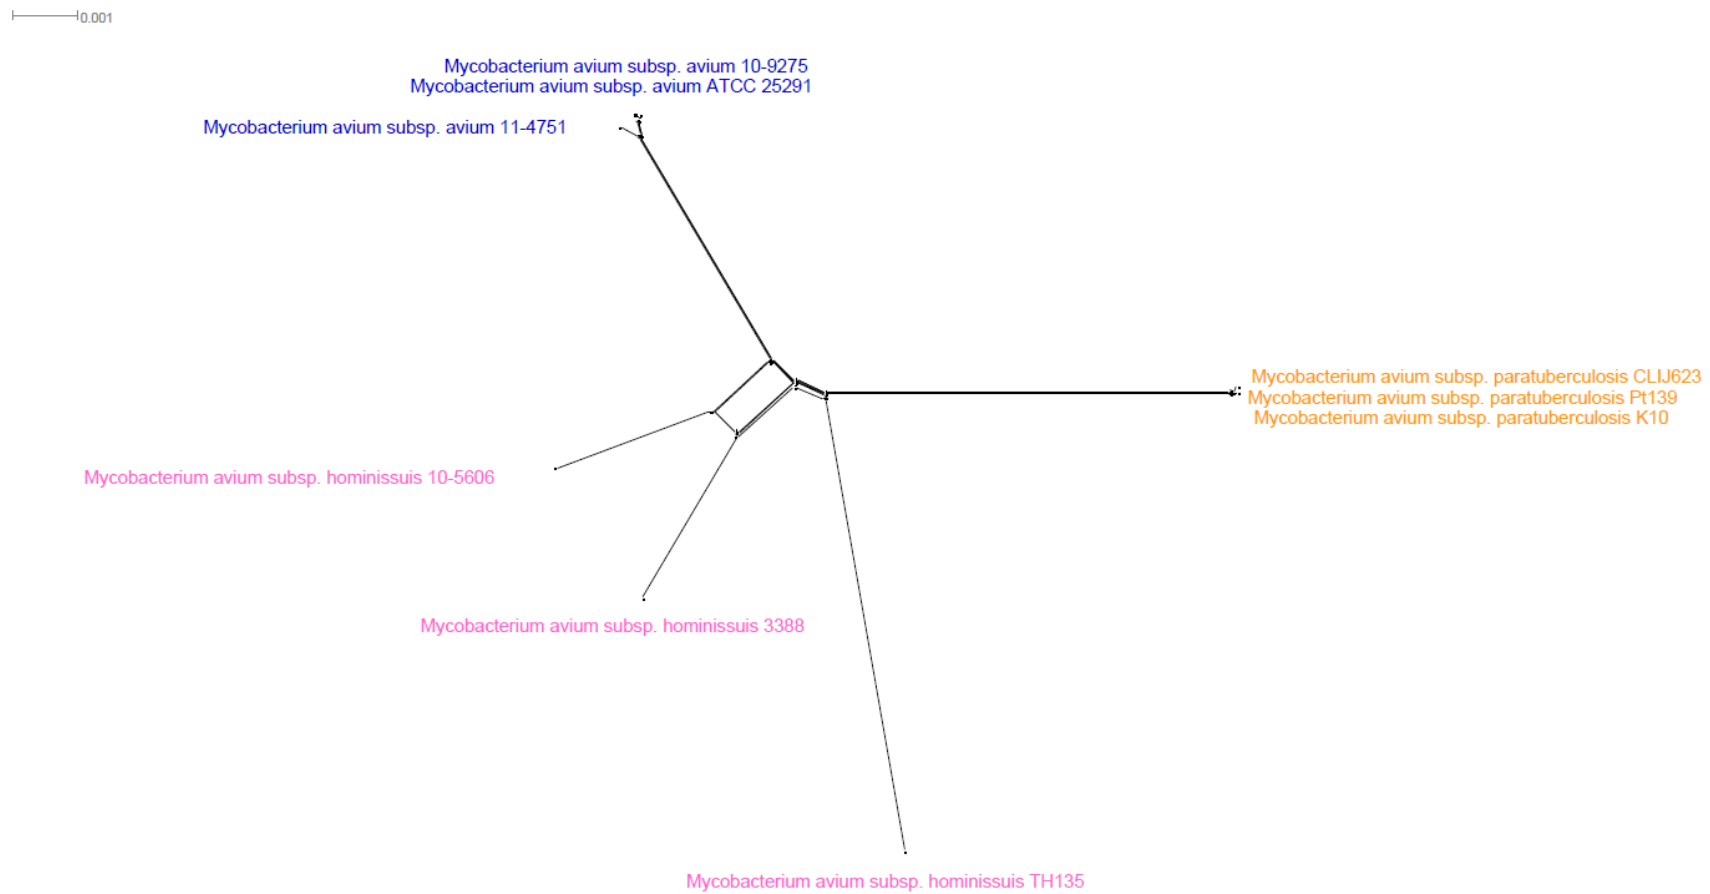 0.001
Mycobacterium avium subsp. avium 10-9275
Mycobacterium avium subsp. avium ATCC 25291
Mycobacterium avium subsp. avium 11-4751
Mycobacterium avium subsp. paratuberculosis CLIJ623
Mycobacterium avium subsp. paratuberculosis Pt139
Mycobacterium avium subsp. paratuberculosis K10
Mycobacterium avium subsp. hominissuis 10-5606
Mycobacterium avium subsp. hominissuis 3388
Mycobacterium avium subsp. hominissuis TH135